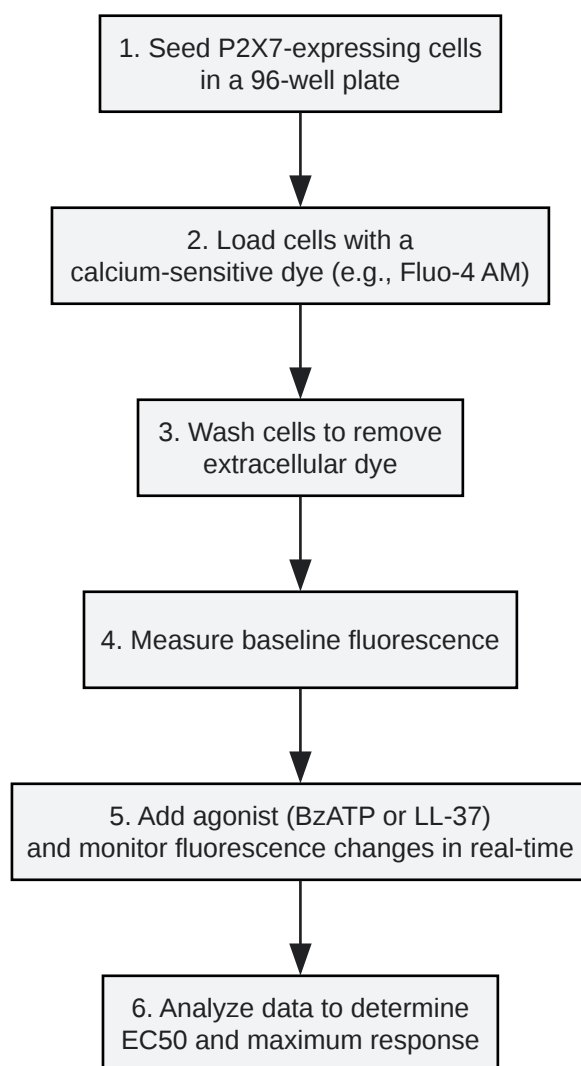 1. Seed P2X7-expressing cells
in a 96-well plate
2. Load cells with a
calcium-sensitive dye (e.g., Fluo-4 AM)
3. Wash cells to remove
extracellular dye
4. Measure baseline fluorescence
5. Add agonist (BzATP or LL-37)
and monitor fluorescence changes in real-time
6. Analyze data to determine
EC50 and maximum response